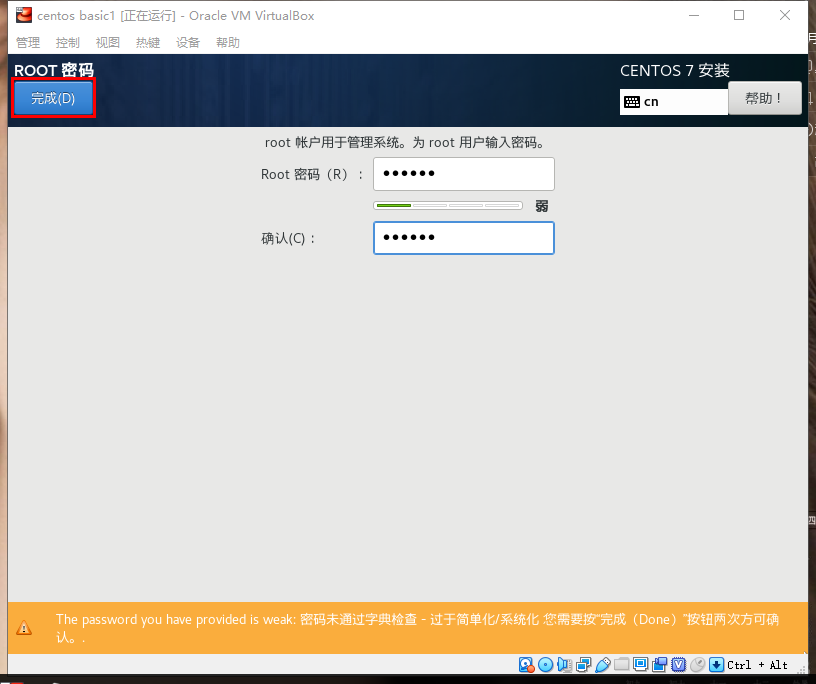 centos basic1 [正在运行] - Oracle VM VirtualBox
管理 控制 视图 热键 设备 帮助
ROOT 密码
CENTOS 7 安装
完成(D)
cn
帮助！
root 帐户用于管理系统。为 root 用户输入密码。
Root 密码（R）：
●●●●●●
弱
确认(C)：
●●●●●●
The password you have provided is weak: 密码未通过字典检查 - 过于简单化/系统化 您需要按“完成（Done）”按钮两次方可确
认。.
Ctrl + Alt